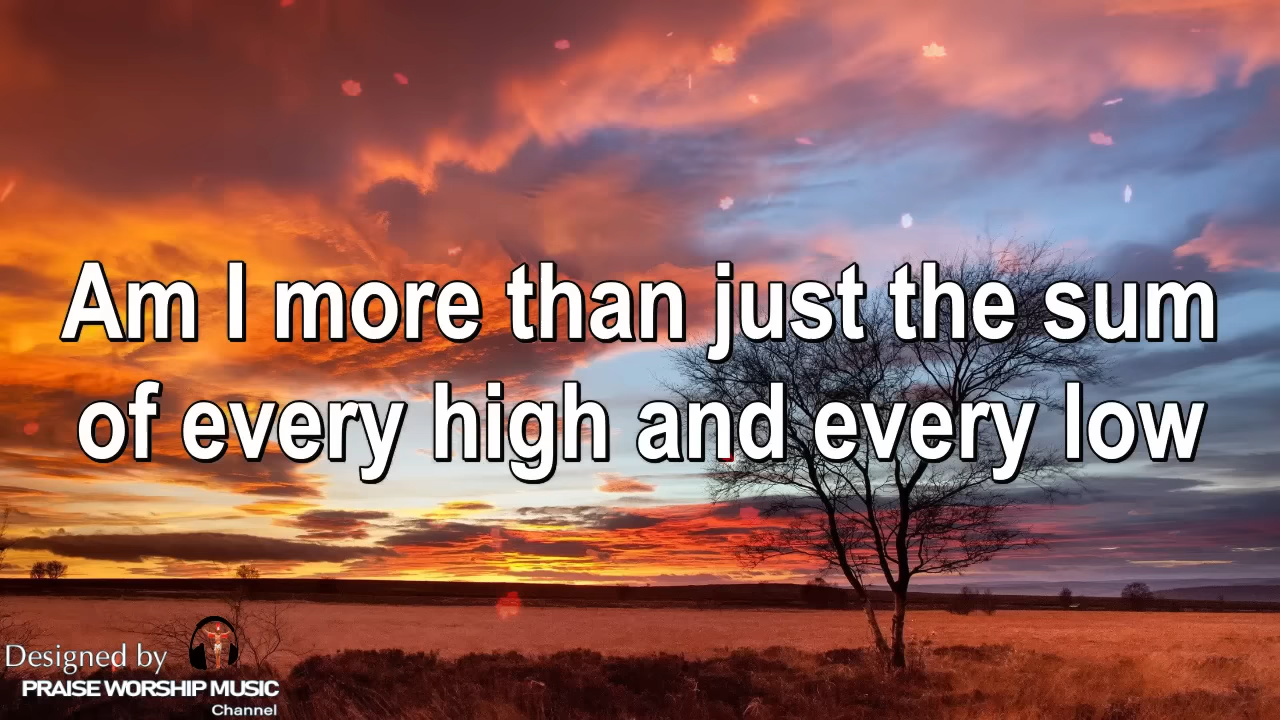 Am I more than just the sum
of every high and every low
Designed by
PRAISE WORSHIP MUSIC
Channel